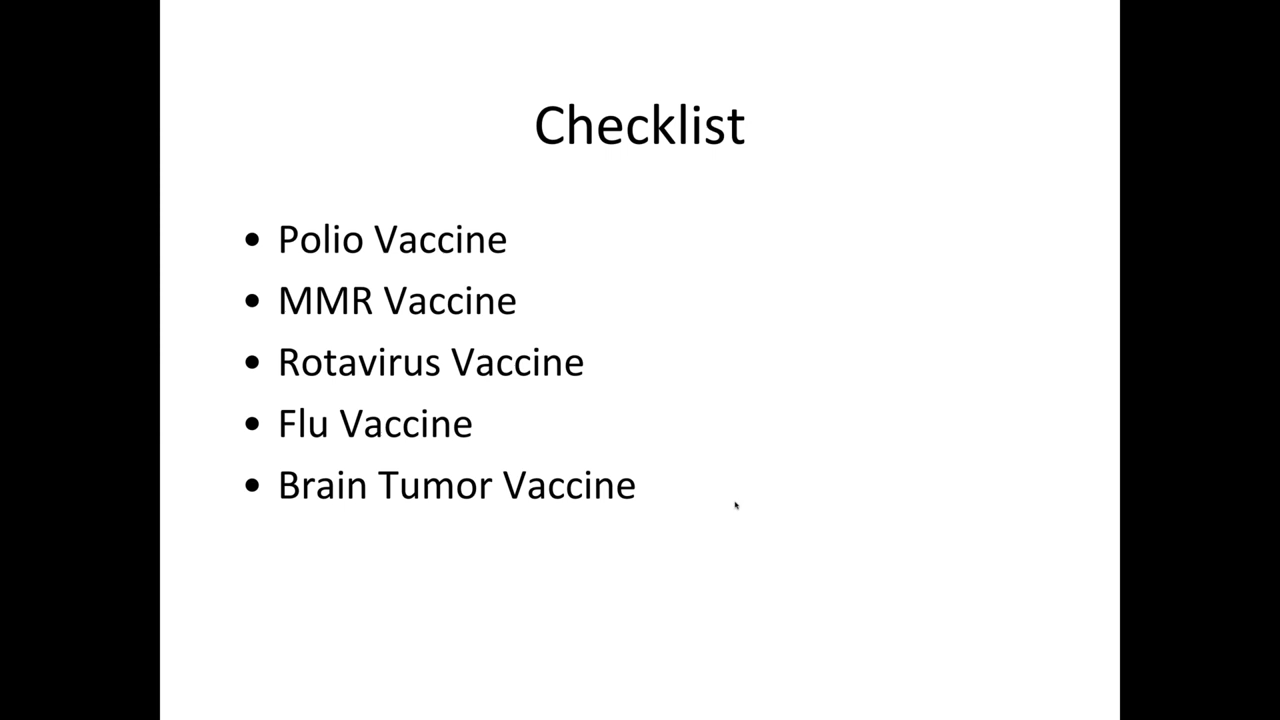 Checklist
• Polio Vaccine
• MMR Vaccine
• Rotavirus Vaccine
• Flu Vaccine
• Brain Tumor Vaccine